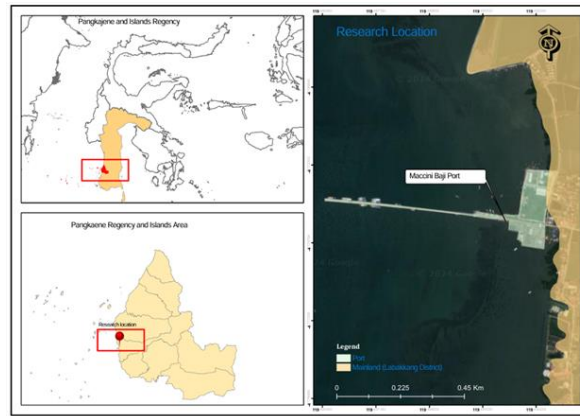 Pangkajene and Islands Regency
Pangkaene Regency and Islands Area
Research location
Research Location
N
Maccini Baji Port
Legend
Port
Mainland (Labakkang District)
0 0.225 0.45 Km